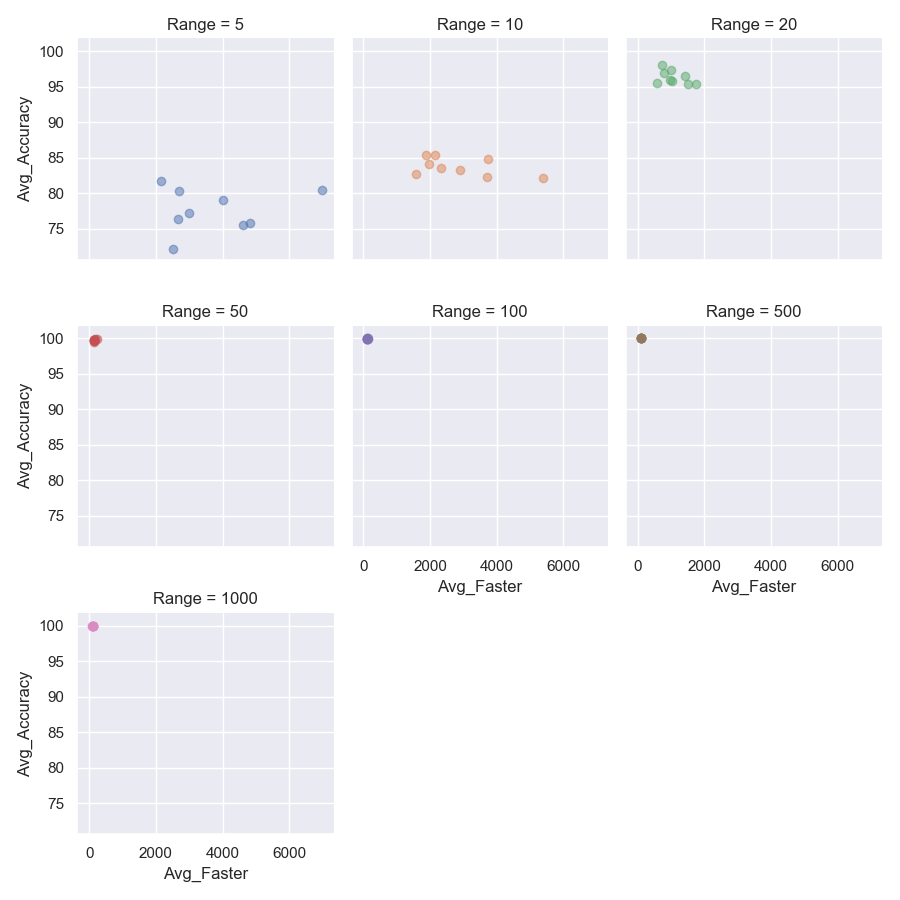 Range = 5
Range = 10
Range = 20
100
95
90
85
80
75
Avg_Accuracy
Range = 50
Range = 100
Range = 500
100
95
90
85
80
75
Avg_Accuracy
0 2000 4000 6000
Avg_Faster
0 2000 4000 6000
Avg_Faster
Range = 1000
100
95
90
85
80
75
Avg_Accuracy
0 2000 4000 6000
Avg_Faster